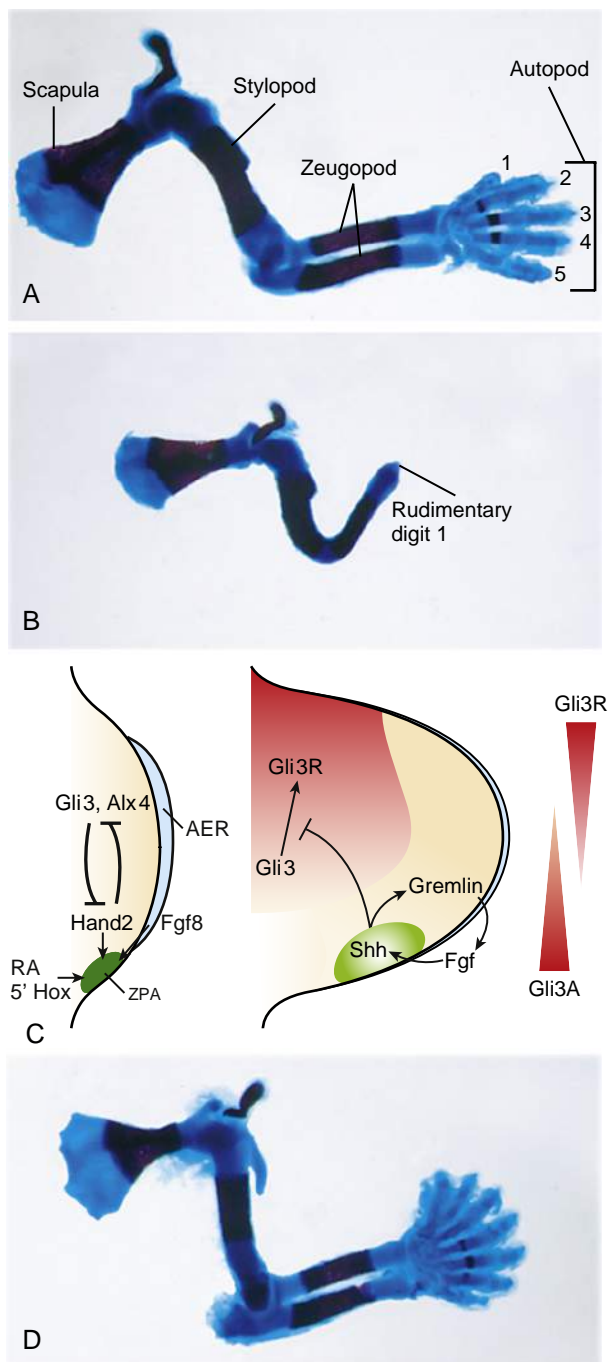 Scapula
Stylopod
Autopod
Zeugopod
1
2
3
4
5
A
Rudimentary
digit 1
B
Gli3, Alx4
AER
Hand2
Fgf8
RA
5’ Hox
ZPA
Gli3R
Gli3
Gremlin
Shh
Fgf
Gli3R
Gli3A
C
D